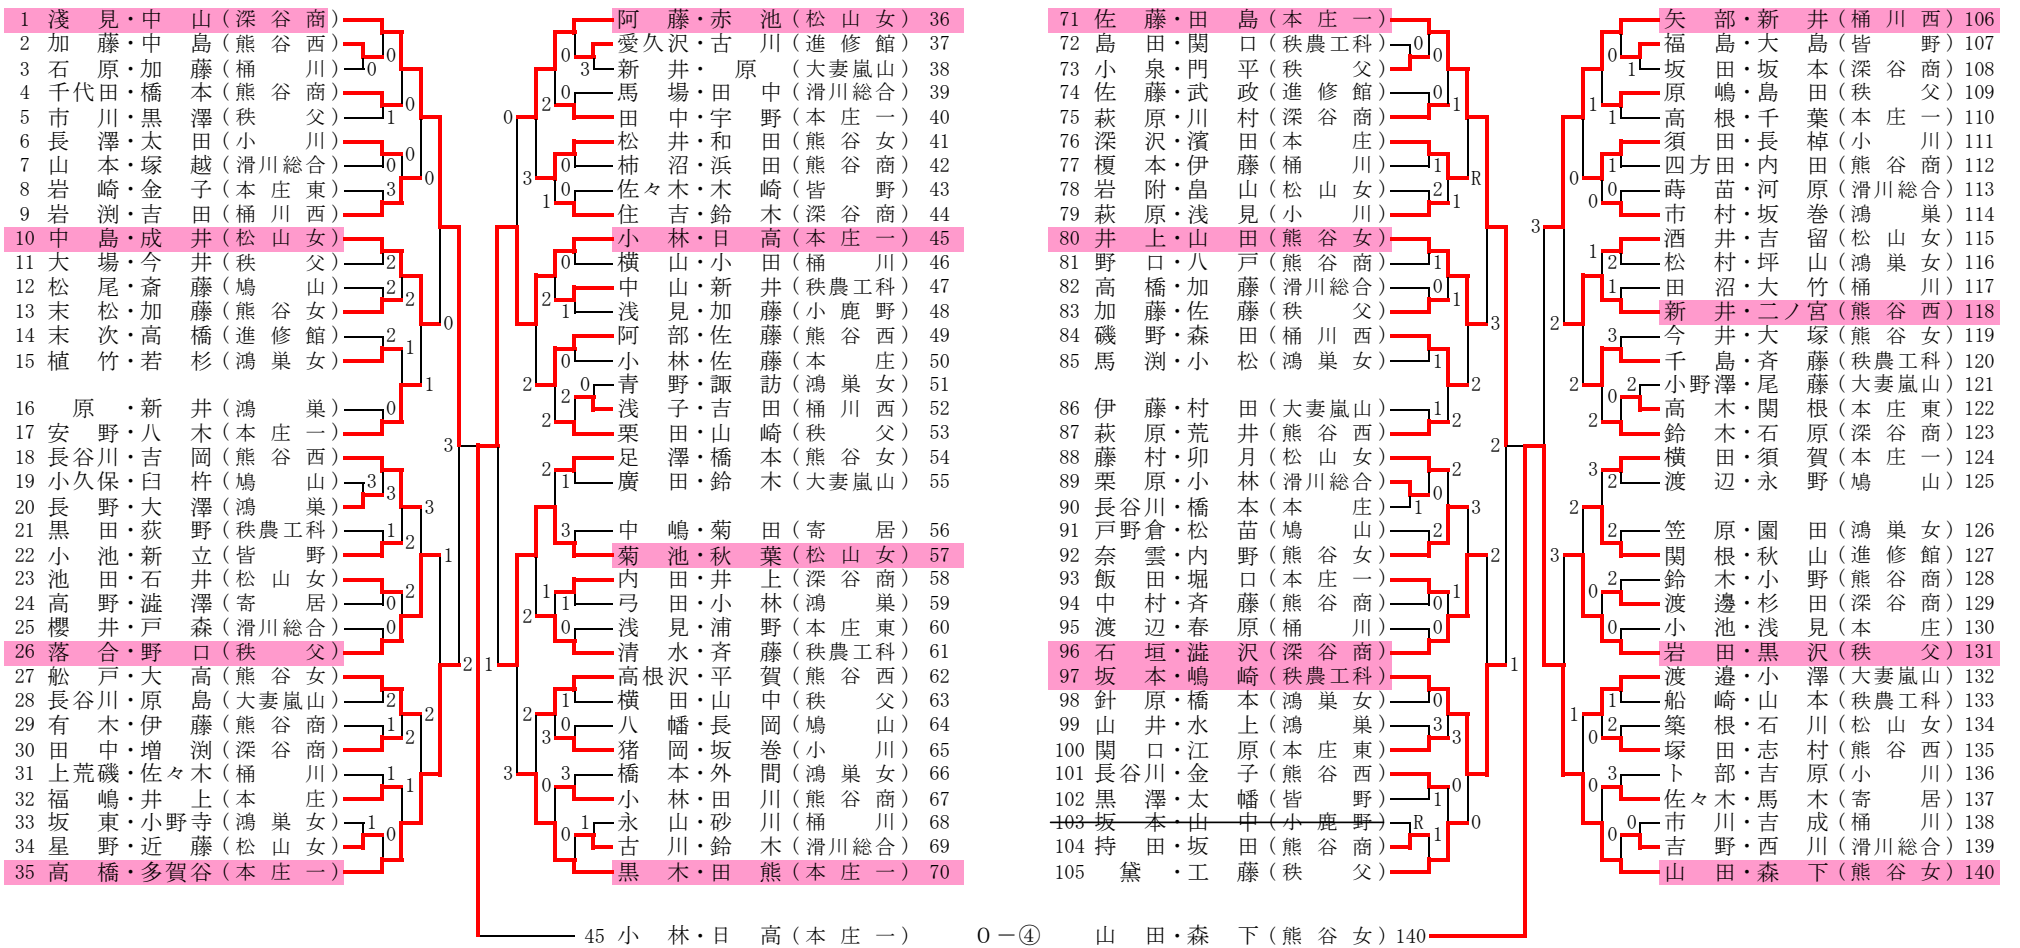 1 淺見・中山(深谷商)
2 加藤・中島(熊谷西)
3 石原・加藤(桶川)
4 千代田・橋本(熊谷商)
5 市川・黒澤(秩父)
6 長澤・太田(小川)
7 山本・塚越(滑川総合)
8 岩崎・金子(本庄東)
9 岩渕・吉田(桶川西)
10 中島・成井(松山女)
11 大場・今井(秩父)
12 松尾・斎藤(鳩山)
13 末松・加藤(熊谷女)
14 末次・高橋(進修館)
15 植竹・若杉(鴻巣女)
16 原・新井(鴻巣)
17 安野・八木(本庄一)
18 長谷川・吉岡(熊谷西)
19 小久保・臼杵(鳩山)
20 長野・大澤(鴻巣)
21 黒田・荻野(秩農工科)
22 小池・新立(皆野)
23 池田・石井(松山女)
24 高野・澁澤(寄居)
25 櫻井・戸森(滑川総合)
26 落合・野口(秩父)
27 舩戸・大高(熊谷女)
28 長谷川・原島(大妻嵐山)
29 有木・伊藤(熊谷商)
30 田中・増渕(深谷商)
31 上荒磯・佐々木(桶川)
32 福嶋・井上(本庄)
33 坂東・小野寺(鴻巣女)
34 星野・近藤(松山女)
35 高橋・多賀谷(本庄一)
阿藤・赤池(松山女) 36
愛久沢・古川(進修館) 37
新井・原(大妻嵐山) 38
馬場・田中(滑川総合) 39
田中・宇野(本庄一) 40
松井・和田(熊谷女) 41
柿沼・浜田(熊谷商) 42
佐々木・木崎(皆野) 43
住吉・鈴木(深谷商) 44
小林・日高(本庄一) 45
横山・小田(桶川) 46
中山・新井(秩農工科) 47
浅見・加藤(小鹿野) 48
阿部・佐藤(熊谷西) 49
小林・佐藤(本庄) 50
青野・諏訪(鴻巣女) 51
浅子・吉田(桶川西) 52
栗田・山崎(秩父) 53
足澤・橋本(熊谷女) 54
廣田・鈴木(大妻嵐山) 55
中嶋・菊田(寄居) 56
菊池・秋葉(松山女) 57
内田・井上(深谷商) 58
弓田・小林(鴻巣) 59
浅見・浦野(本庄東) 60
清水・斉藤(秩農工科) 61
高根沢・平賀(熊谷西) 62
横田・山中(秩父) 63
八幡・長岡(鳩山) 64
猪岡・坂巻(小川) 65
橋本・外間(鴻巣女) 66
小林・田川(熊谷商) 67
永山・砂川(桶川) 68
古川・鈴木(滑川総合) 69
黒木・田熊(本庄一) 70
71 佐藤・田島(本庄一)
72 島田・関口(秩農工科)
73 小泉・門平(秩父)
74 佐藤・武政(進修館)
75 萩原・川村(深谷商)
76 深沢・濱田(本庄)
77 榎本・伊藤(桶川)
78 岩附・畠山(松山女)
79 萩原・浅見(小川)
80 井上・山田(熊谷女)
81 野口・八戸(熊谷商)
82 高橋・加藤(滑川総合)
83 加藤・佐藤(秩父)
84 磯野・森田(桶川西)
85 馬渕・小松(鴻巣女)
86 伊藤・村田(大妻嵐山)
87 萩原・荒井(熊谷西)
88 藤村・卯月(松山女)
89 栗原・小林(滑川総合)
90 長谷川・橋本(本庄)
91 戸野倉・松苗(鳩山)
92 奈雲・内野(熊谷女)
93 飯田・堀口(本庄一)
94 中村・斉藤(熊谷商)
95 渡辺・春原(桶川)
96 石垣・澁沢(深谷商)
97 坂本・嶋崎(秩農工科)
98 針原・橋本(鴻巣女)
99 山井・水上(鴻巣)
100 関口・江原(本庄東)
101 長谷川・金子(熊谷西)
102 黒澤・太幡(皆野)
103 坂本・山中(小鹿野)
104 持田・坂田(熊谷商)
105 黛・工藤(秩父)
矢部・新井(桶川西) 106
福島・大島(皆野) 107
坂田・坂本(深谷商) 108
原嶋・島田(秩父) 109
高根・千葉(本庄一) 110
須田・長棹(小川) 111
四方田・内田(熊谷商) 112
蒔苗・河原(滑川総合) 113
市村・坂巻(鴻巣) 114
酒井・吉留(松山女) 115
松村・坪山(鴻巣女) 116
田沼・大竹(桶川) 117
新井・二ノ宮(熊谷西) 118
今井・大塚(熊谷女) 119
千島・斉藤(秩農工科) 120
小野澤・尾藤(大妻嵐山) 121
高木・関根(本庄東) 122
鈴木・石原(深谷商) 123
横田・須賀(本庄一) 124
渡辺・永野(鳩山) 125
笠原・園田(鴻巣女) 126
関根・秋山(進修館) 127
鈴木・小野(熊谷商) 128
渡邊・杉田(深谷商) 129
小池・浅見(本庄) 130
岩田・黒沢(秩父) 131
渡邉・小澤(大妻嵐山) 132
船崎・山本(秩農工科) 133
築根・石川(松山女) 134
塚田・志村(熊谷西) 135
卜部・吉原(小川) 136
佐々木・馬木(寄居) 137
市川・吉成(桶川) 138
吉野・西川(滑川総合) 139
山田・森下(熊谷女) 140
45 小林・日高(本庄一) 0－④ 山田・森下(熊谷女) 140